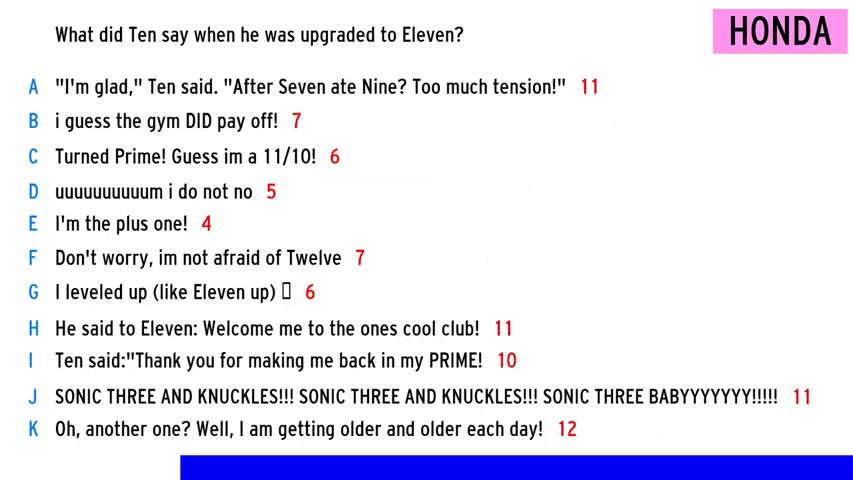 HONDA
What did Ten say when he was upgraded to Eleven?
A "I'm glad," Ten said. "After Seven ate Nine? Too much tension!" 11
B i guess the gym DID pay off! 7
C Turned Prime! Guess im a 11/10! 6
D uuuuuuuuuum i do not no 5
E I'm the plus one! 4
F Don't worry, im not afraid of Twelve 7
G I leveled up (like Eleven up) ▯ 6
H He said to Eleven: Welcome me to the ones cool club! 11
I Ten said:"Thank you for making me back in my PRIME! 10
J SONIC THREE AND KNUCKLES!!! SONIC THREE AND KNUCKLES!!! SONIC THREE BABYYYYYYY!!!!! 11
K Oh, another one? Well, I am getting older and older each day! 12